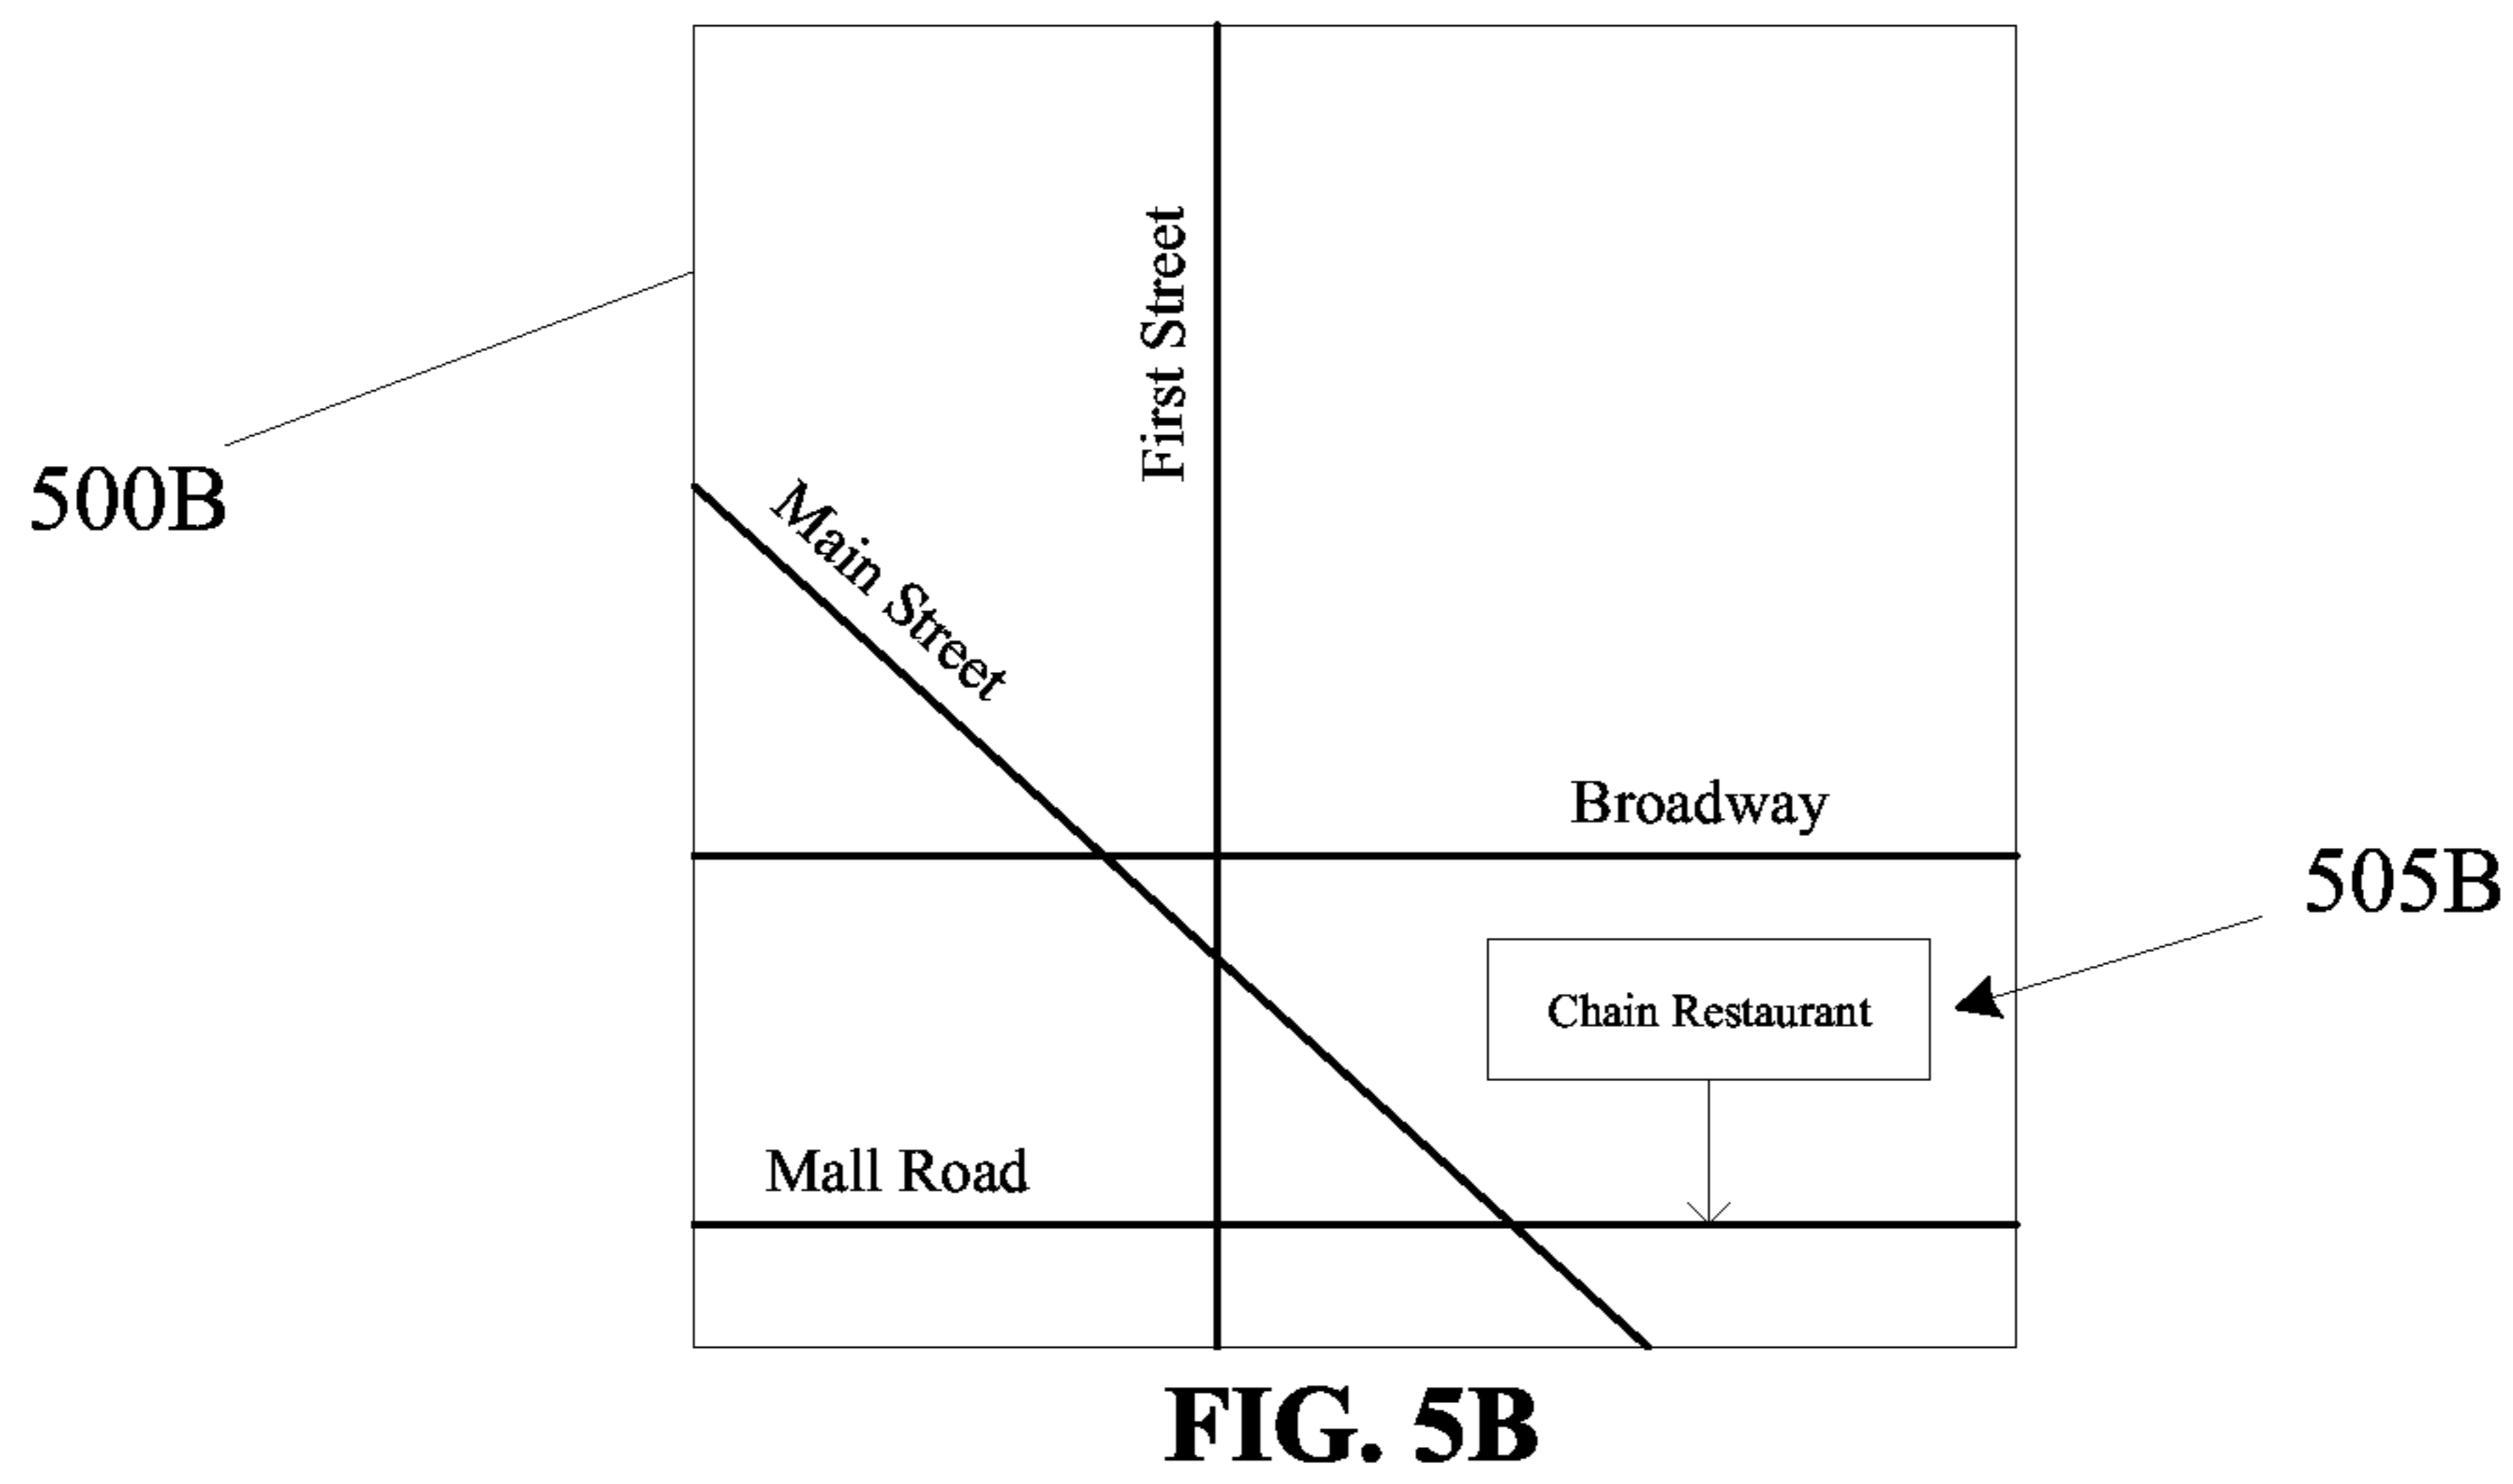 First Street
500B
Main Street
Broadway
505B
Chain Restaurant
Mall Road
FIG. 5B